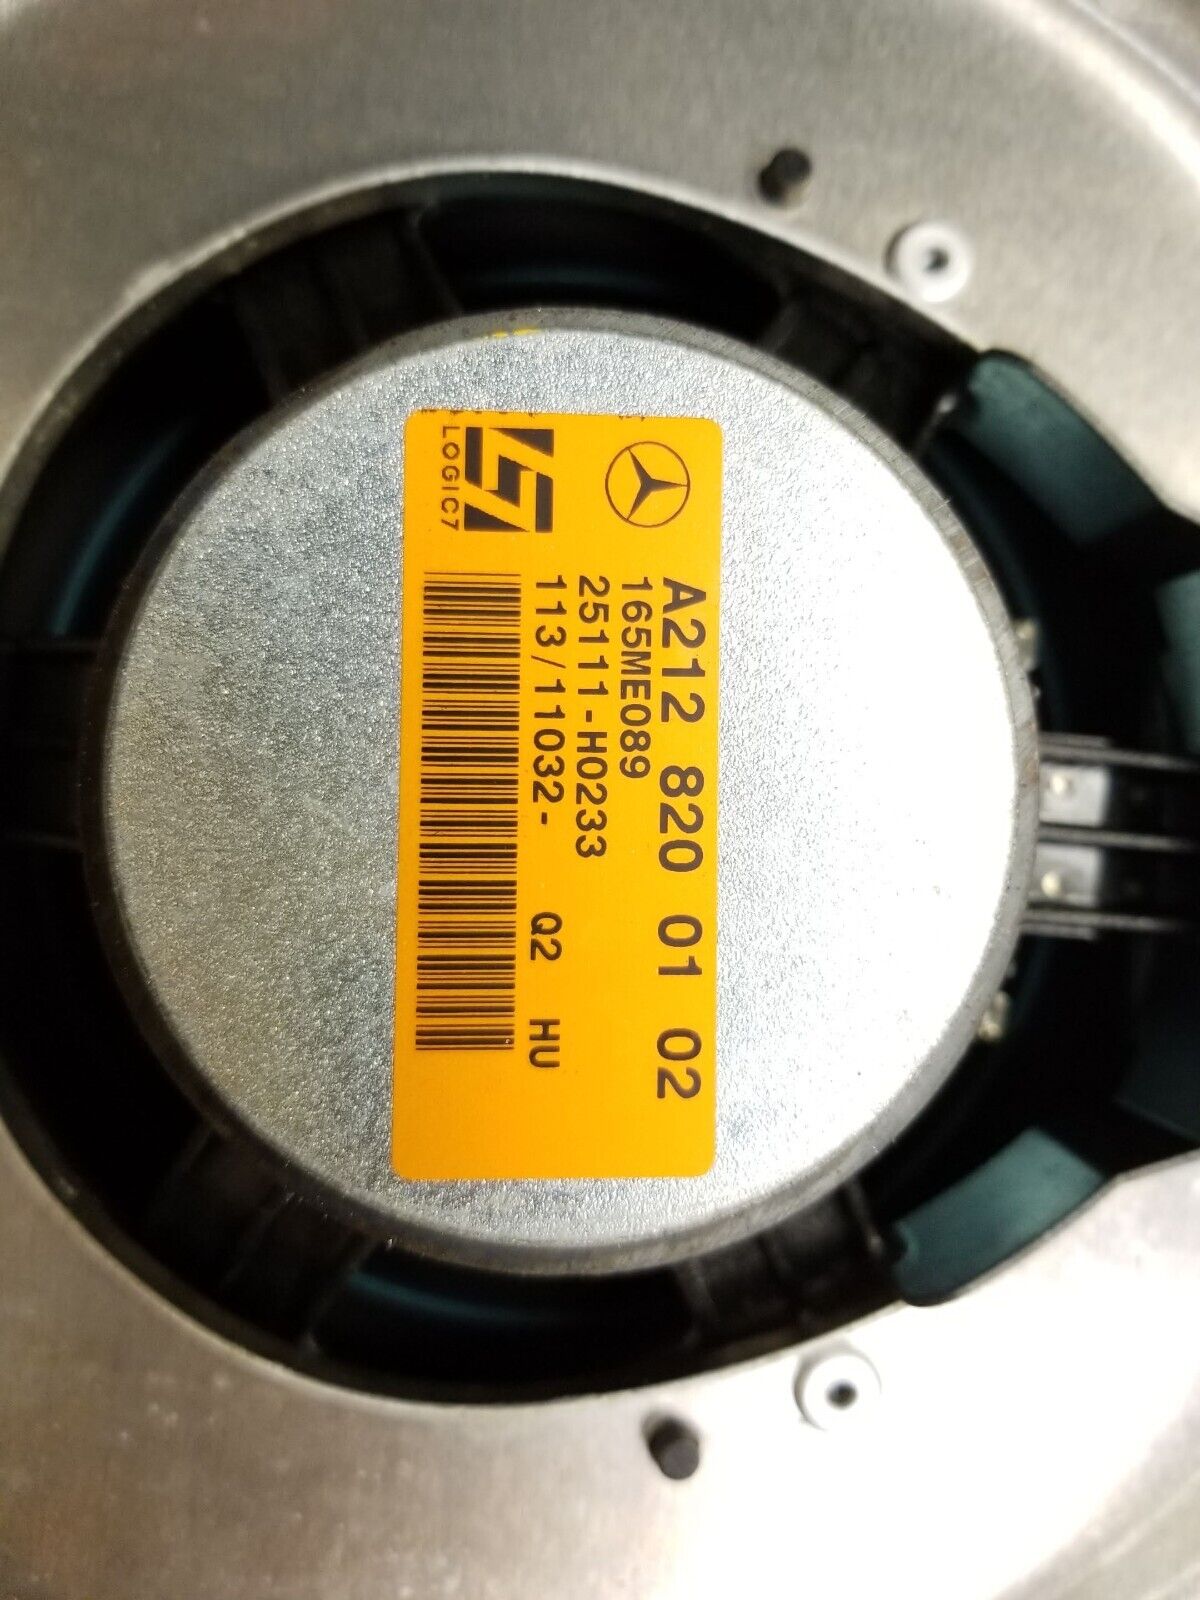 A212 820 01 02
165ME089
25111-H0233
113/11032- Q2 HU
LOGIC7